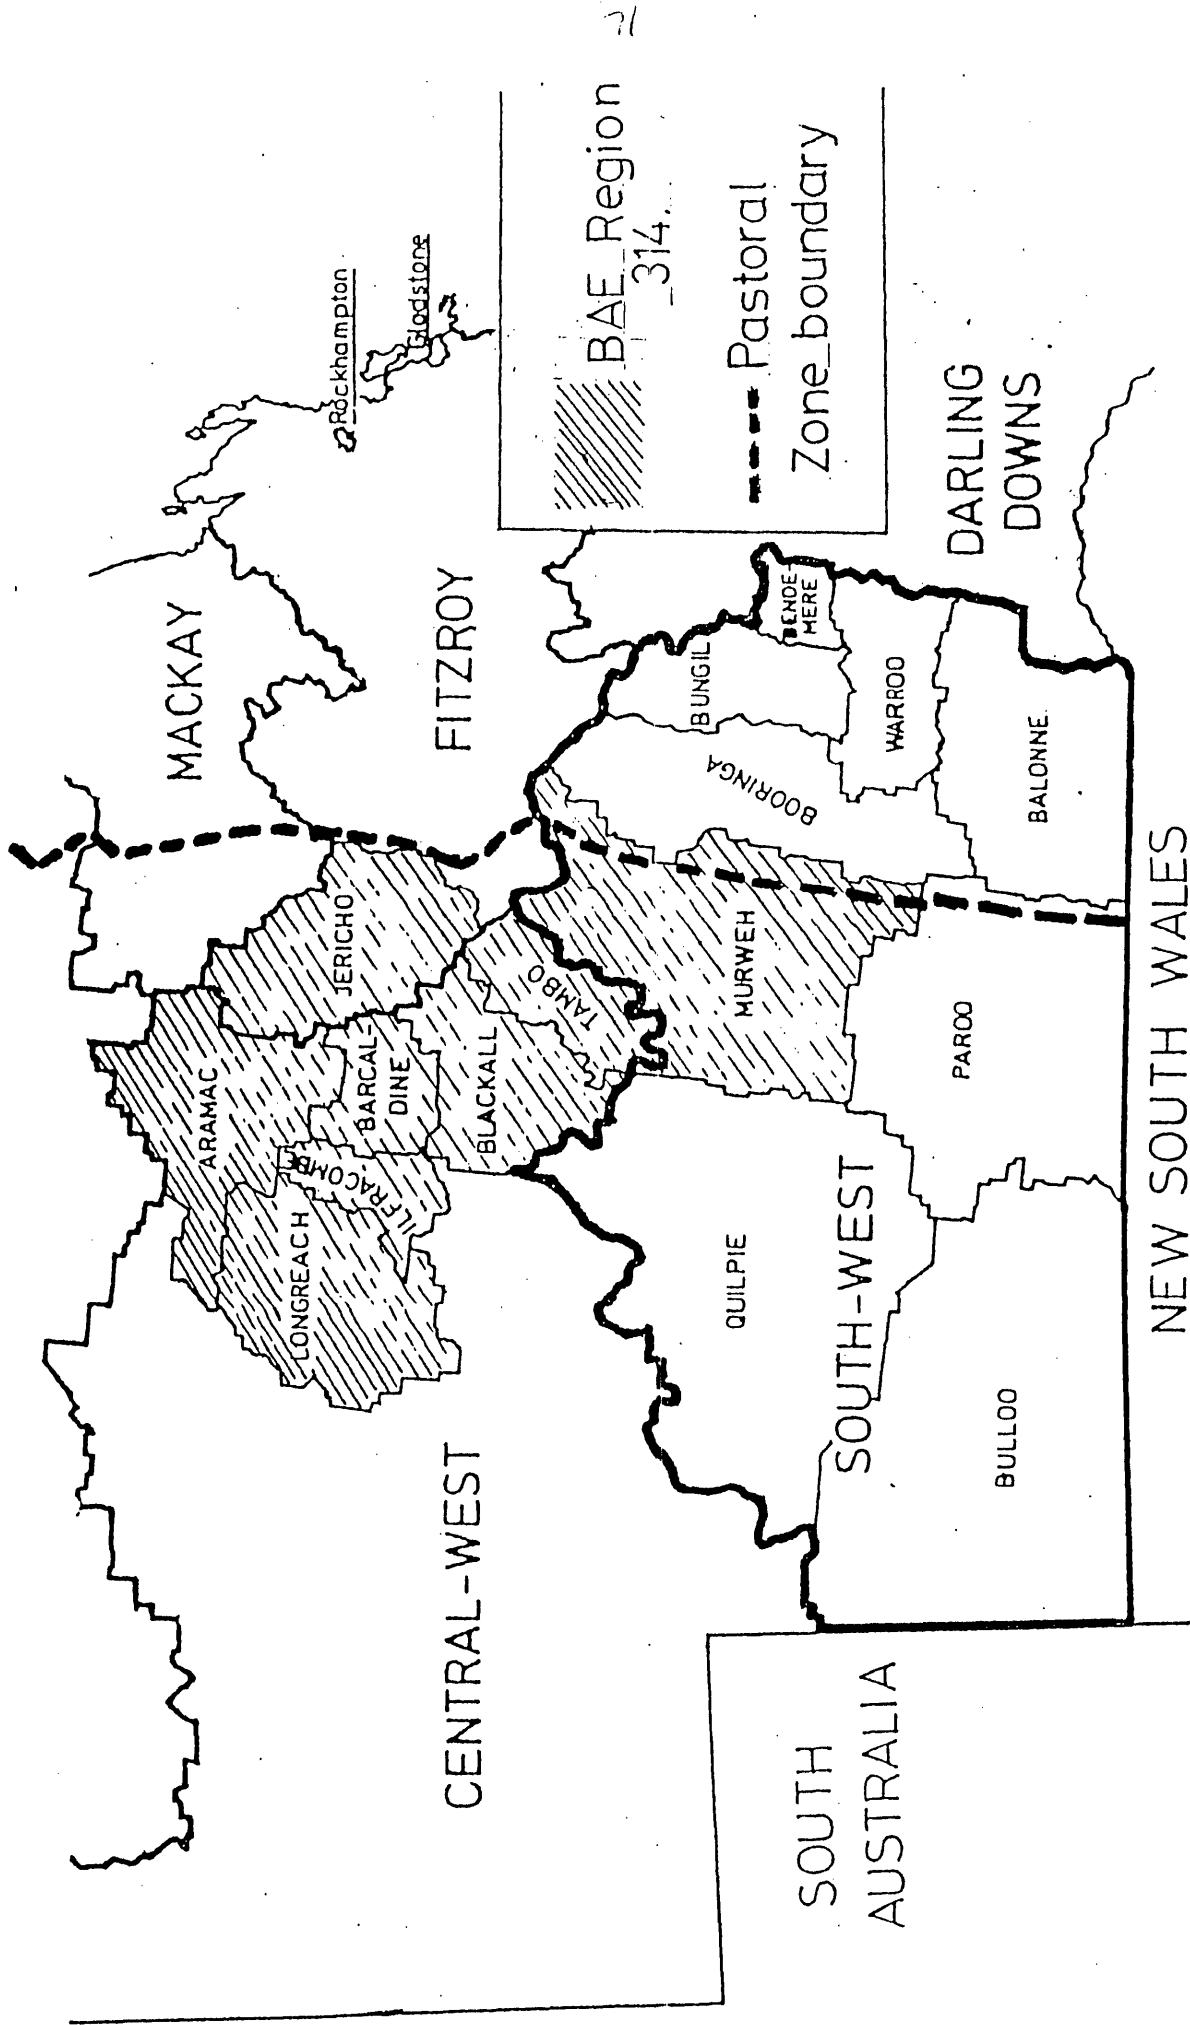 71
MACKAY
Rockhampton
Gladstone
FITZROY
BAE Region
314.
Pastoral
Zone boundary
DARLING
DOWNS
JERICHO
ARAMAC
BARCAL-
DINE
ILFRACOMBE
LONGREACH
BLACKALL
TAMBO
MURWEH
BOORINGA
BUNGIL
BENDE-
MERE
WARROO
BALONNE.
PAROO
QUILPIE
BULLOO
SOUTH-WEST
CENTRAL-WEST
SOUTH
AUSTRALIA
NEW SOUTH WALES